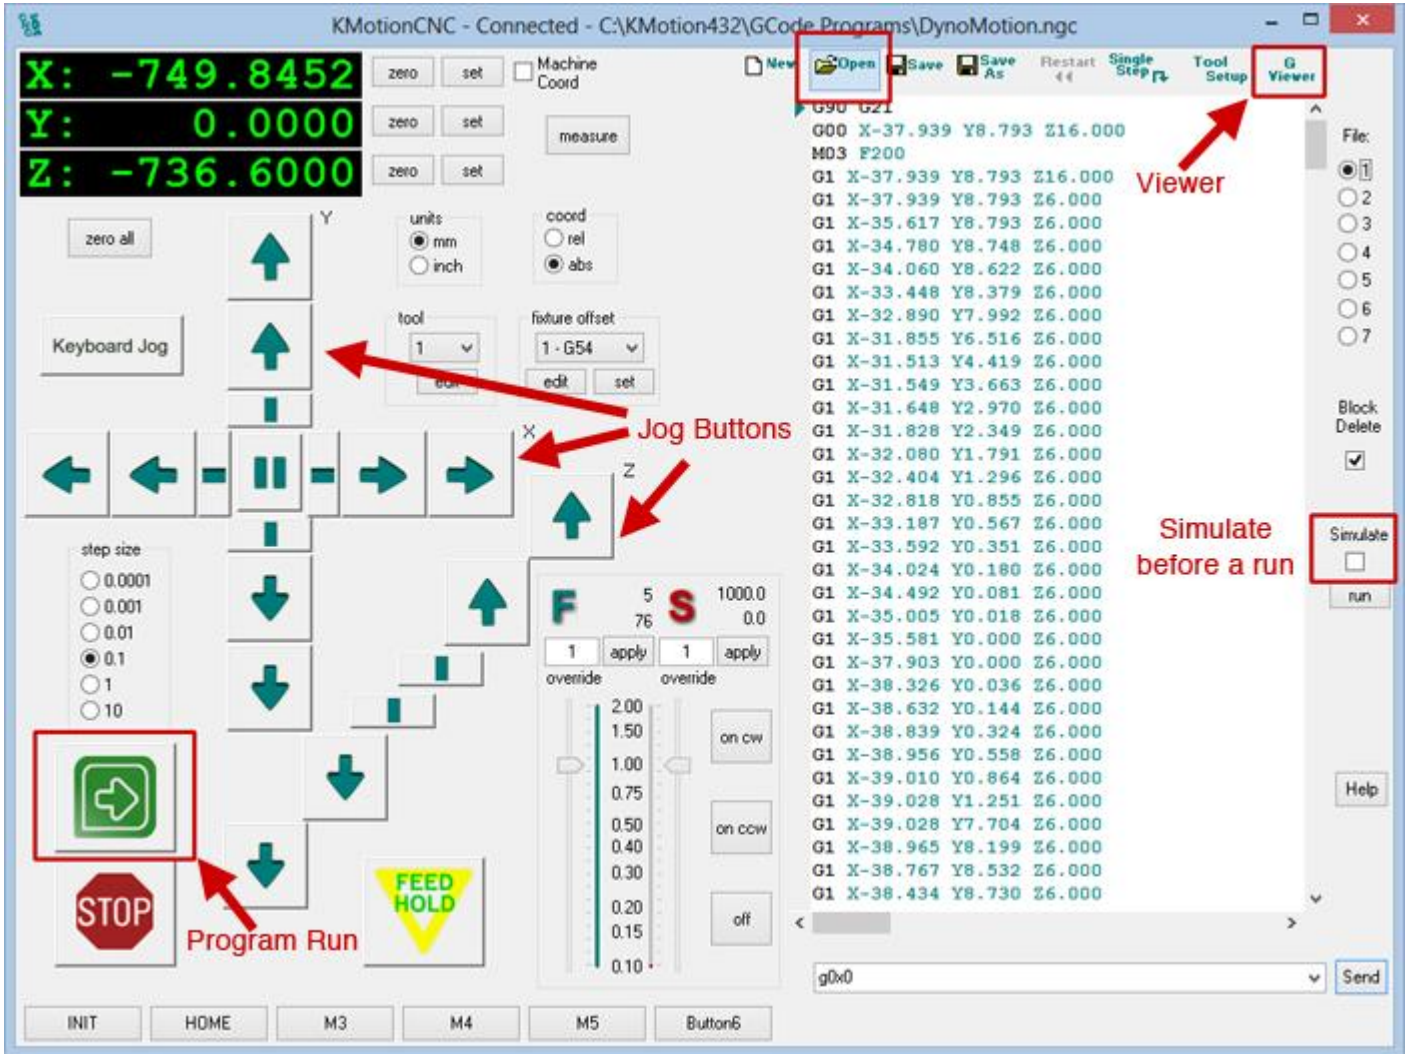 KMotionCNC - Connected - C:\KMotion432\GCode Programs\DynoMotion.ngc
X: -749.8452
zero
set
Machine
Coord
Y: 0.0000
zero
set
measure
Z: -736.6000
zero
set
New
Open
Save
Save
As
Restart
Single
Step
Tool
Setup
G
Viewer
zero all
Y
units
mm
inch
coord
rel
abs
Keyboard Jog
tool
1
edit
fixture offset
1 - G54
edit
set
X
Z
Jog Buttons
step size
0.0001
0.001
0.01
0.1
1
10
F
5
76
S
1000.0
0.0
1
apply
1
apply
override
override
2.00
1.50
1.00
0.75
0.50
0.40
0.30
0.20
0.15
0.10
on cw
on ccw
off
STOP
Program Run
FEED
HOLD
INIT
HOME
M3
M4
M5
Button6
G90 G21
G00 X-37.939 Y8.793 Z16.000
M03 F200
G1 X-37.939 Y8.793 Z16.000
G1 X-37.939 Y8.793 Z6.000
G1 X-35.617 Y8.793 Z6.000
G1 X-34.780 Y8.748 Z6.000
G1 X-34.060 Y8.622 Z6.000
G1 X-33.448 Y8.379 Z6.000
G1 X-32.890 Y7.992 Z6.000
G1 X-31.855 Y6.516 Z6.000
G1 X-31.513 Y4.419 Z6.000
G1 X-31.549 Y3.663 Z6.000
G1 X-31.648 Y2.970 Z6.000
G1 X-31.828 Y2.349 Z6.000
G1 X-32.080 Y1.791 Z6.000
G1 X-32.404 Y1.296 Z6.000
G1 X-32.818 Y0.855 Z6.000
G1 X-33.187 Y0.567 Z6.000
G1 X-33.592 Y0.351 Z6.000
G1 X-34.024 Y0.180 Z6.000
G1 X-34.492 Y0.081 Z6.000
G1 X-35.005 Y0.018 Z6.000
G1 X-35.581 Y0.000 Z6.000
G1 X-37.903 Y0.000 Z6.000
G1 X-38.326 Y0.036 Z6.000
G1 X-38.632 Y0.144 Z6.000
G1 X-38.839 Y0.324 Z6.000
G1 X-38.956 Y0.558 Z6.000
G1 X-39.010 Y0.864 Z6.000
G1 X-39.028 Y1.251 Z6.000
G1 X-39.028 Y7.704 Z6.000
G1 X-38.965 Y8.199 Z6.000
G1 X-38.767 Y8.532 Z6.000
G1 X-38.434 Y8.730 Z6.000
Viewer
Simulate
before a run
g0x0
Send
File:
1
2
3
4
5
6
7
Block
Delete
Simulate
run
Help